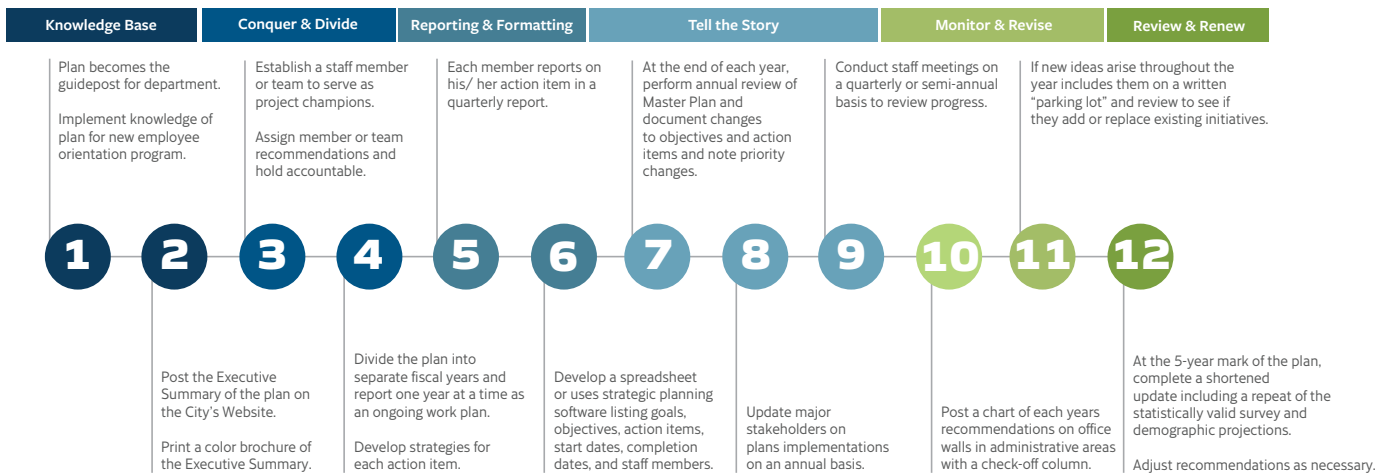 Knowledge Base
Conquer & Divide
Reporting & Formatting
Tell the Story
Monitor & Revise
Review & Renew
Plan becomes the
guidepost for department.
Implement knowledge of
plan for new employee
orientation program.
Establish a staff member
or team to serve as
project champions.
Assign member or team
recommendations and
hold accountable.
Each member reports on
his/ her action item in a
quarterly report.
At the end of each year,
perform annual review of
Master Plan and
document changes
to objectives and action
items and note priority
changes.
Conduct staff meetings on
a quarterly or semi-annual
basis to review progress.
If new ideas arise throughout the
year includes them on a written
“parking lot” and review to see if
they add or replace existing initiatives.
1
2
3
4
5
6
7
8
9
10
11
12
Post the Executive
Summary of the plan on
the City’s Website.
Print a color brochure of
the Executive Summary.
Divide the plan into
separate fiscal years and
report one year at a time as
an ongoing work plan.
Develop strategies for
each action item.
Develop a spreadsheet
or uses strategic planning
software listing goals,
objectives, action items,
start dates, completion
dates, and staff members.
Update major
stakeholders on
plans implementations
on an annual basis.
Post a chart of each years
recommendations on office
walls in administrative areas
with a check-off column.
At the 5-year mark of the plan,
complete a shortened
update including a repeat of the
statistically valid survey and
demographic projections.
Adjust recommendations as necessary.